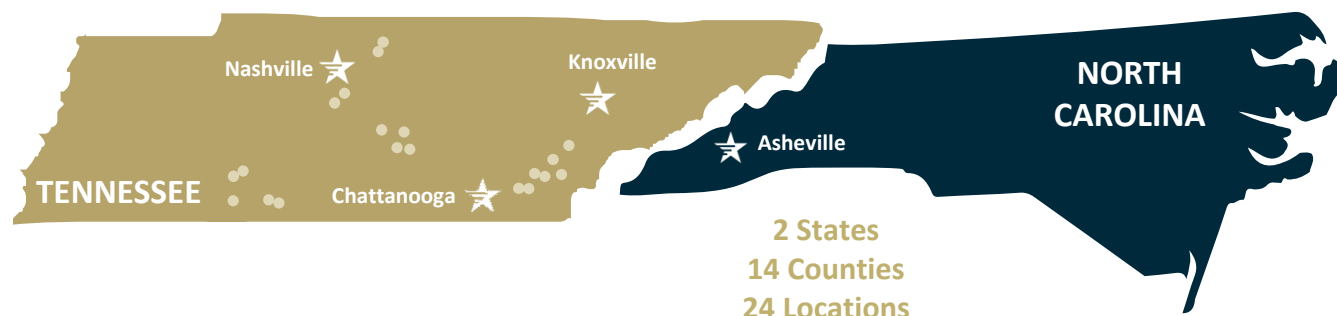 Nashville
Knoxville
NORTH
CAROLINA
Asheville
TENNESSEE
Chattanooga
2 States
14 Counties
24 Locations